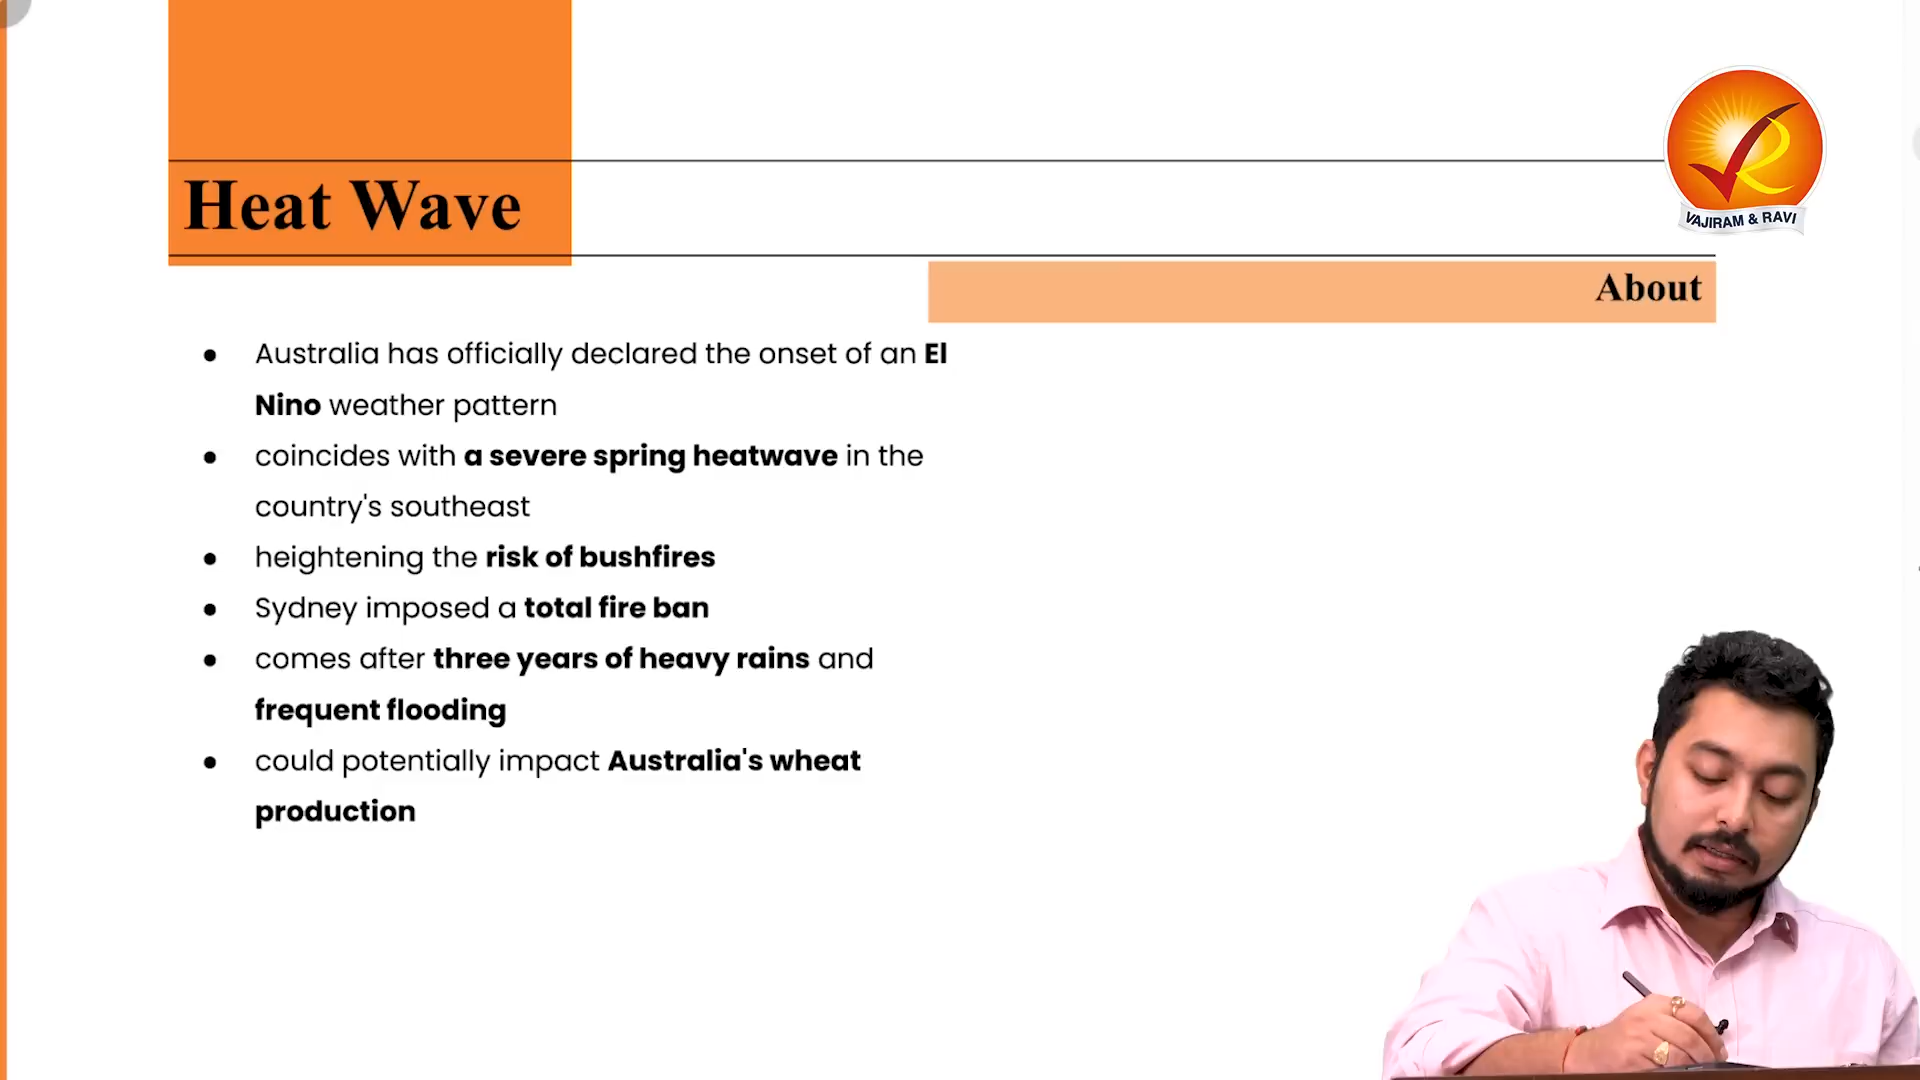 VAJIRAM & RAVI
Heat Wave
About
● Australia has officially declared the onset of an El
Nino weather pattern
● coincides with a severe spring heatwave in the
country's southeast
● heightening the risk of bushfires
● Sydney imposed a total fire ban
● comes after three years of heavy rains and
frequent flooding
● could potentially impact Australia's wheat
production